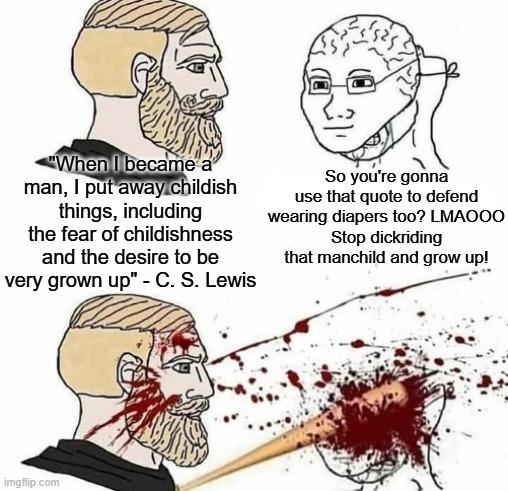 "When I became a
man, I put away childish
things, including
the fear of childishness
and the desire to be
very grown up" - C. S. Lewis
So you're gonna
use that quote to defend
wearing diapers too? LMAOOO
Stop dickriding
that manchild and grow up!
imgflip.com